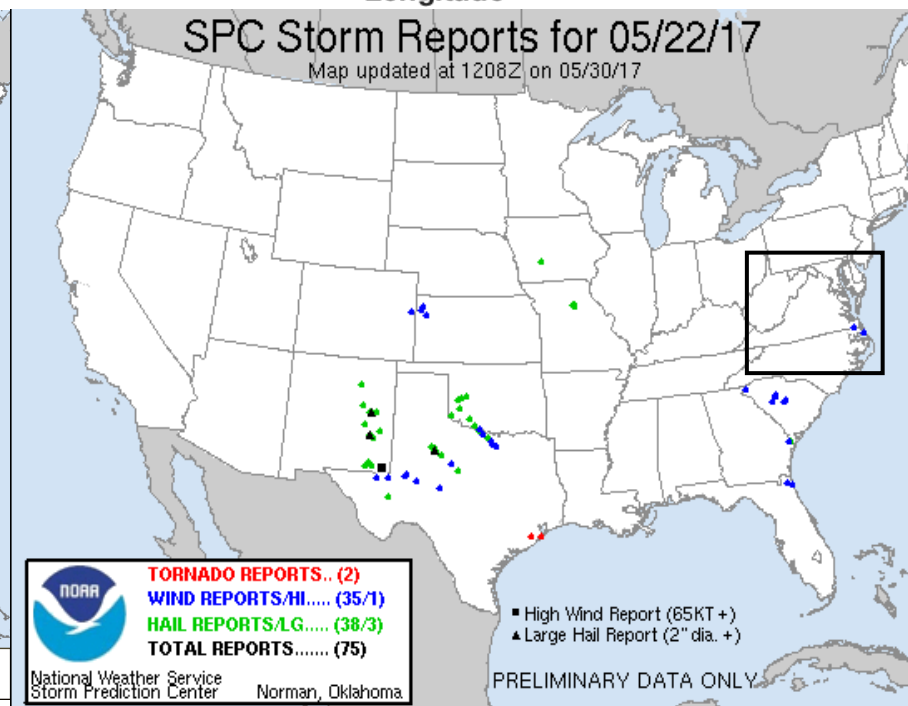 SPC Storm Reports for 05/22/17
Map updated at 1208Z on 05/30/17
NOAA
TORNADO REPORTS.. (2)
WIND REPORTS/HI..... (35/1)
HAIL REPORTS/LG..... (38/3)
TOTAL REPORTS....... (75)
National Weather Service
Storm Prediction Center Norman, Oklahoma
High Wind Report (65KT +)
Large Hail Report (2" dia. +)
PRELIMINARY DATA ONLY